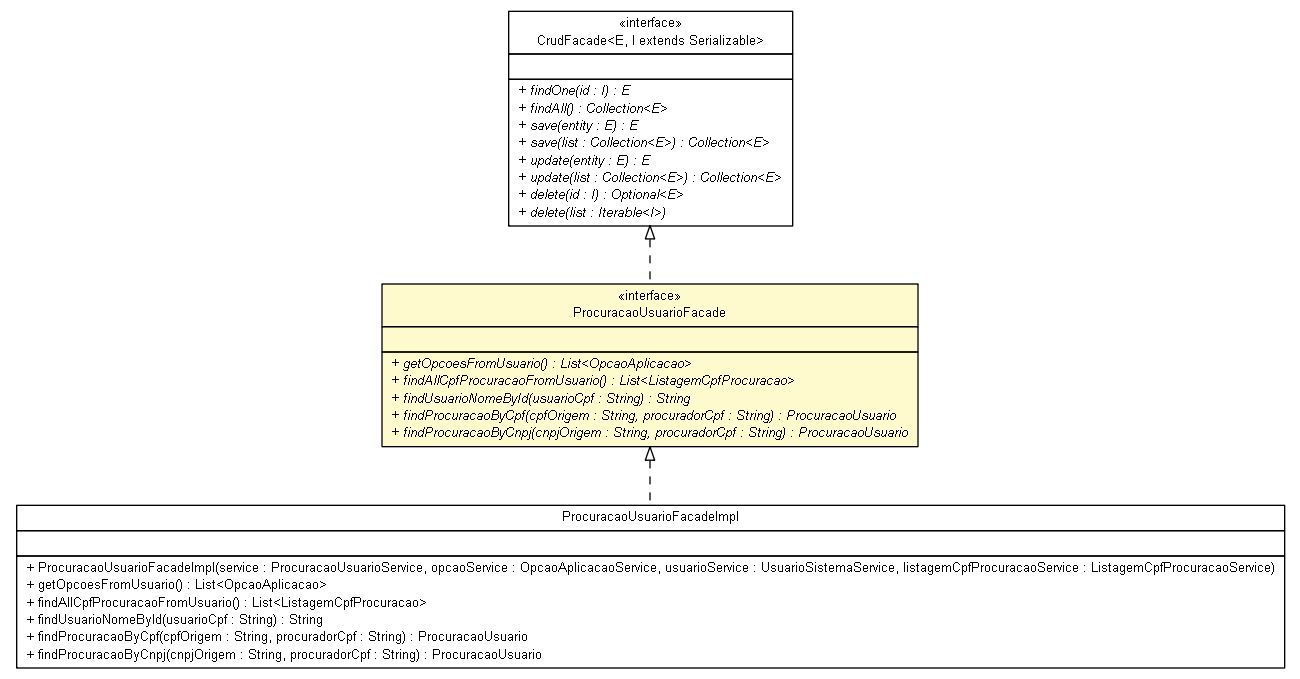 «interface»
CrudFacade<E, I extends Serializable>
+ findOne(id : I) : E
+ findAll() : Collection<E>
+ save(entity : E) : E
+ save(list : Collection<E>) : Collection<E>
+ update(entity : E) : E
+ update(list : Collection<E>) : Collection<E>
+ delete(id : I) : Optional<E>
+ delete(list : Iterable<I>)
«interface»
ProcuracaoUsuarioFacade
+ getOpcoesFromUsuario() : List<OpcaoAplicacao>
+ findAllCpfProcuracaoFromUsuario() : List<ListagemCpfProcuracao>
+ findUsuarioNomeById(usuarioCpf : String) : String
+ findProcuracaoByCpf(cpfOrigem : String, procuradorCpf : String) : ProcuracaoUsuario
+ findProcuracaoByCnpj(cnpjOrigem : String, procuradorCpf : String) : ProcuracaoUsuario
ProcuracaoUsuarioFacadeImpl
+ ProcuracaoUsuarioFacadeImpl(service : ProcuracaoUsuarioService, opcaoService : OpcaoAplicacaoService, usuarioService : UsuarioSistemaService, listagemCpfProcuracaoService : ListagemCpfProcuracaoService)
+ getOpcoesFromUsuario() : List<OpcaoAplicacao>
+ findAllCpfProcuracaoFromUsuario() : List<ListagemCpfProcuracao>
+ findUsuarioNomeById(usuarioCpf : String) : String
+ findProcuracaoByCpf(cpfOrigem : String, procuradorCpf : String) : ProcuracaoUsuario
+ findProcuracaoByCnpj(cnpjOrigem : String, procuradorCpf : String) : ProcuracaoUsuario